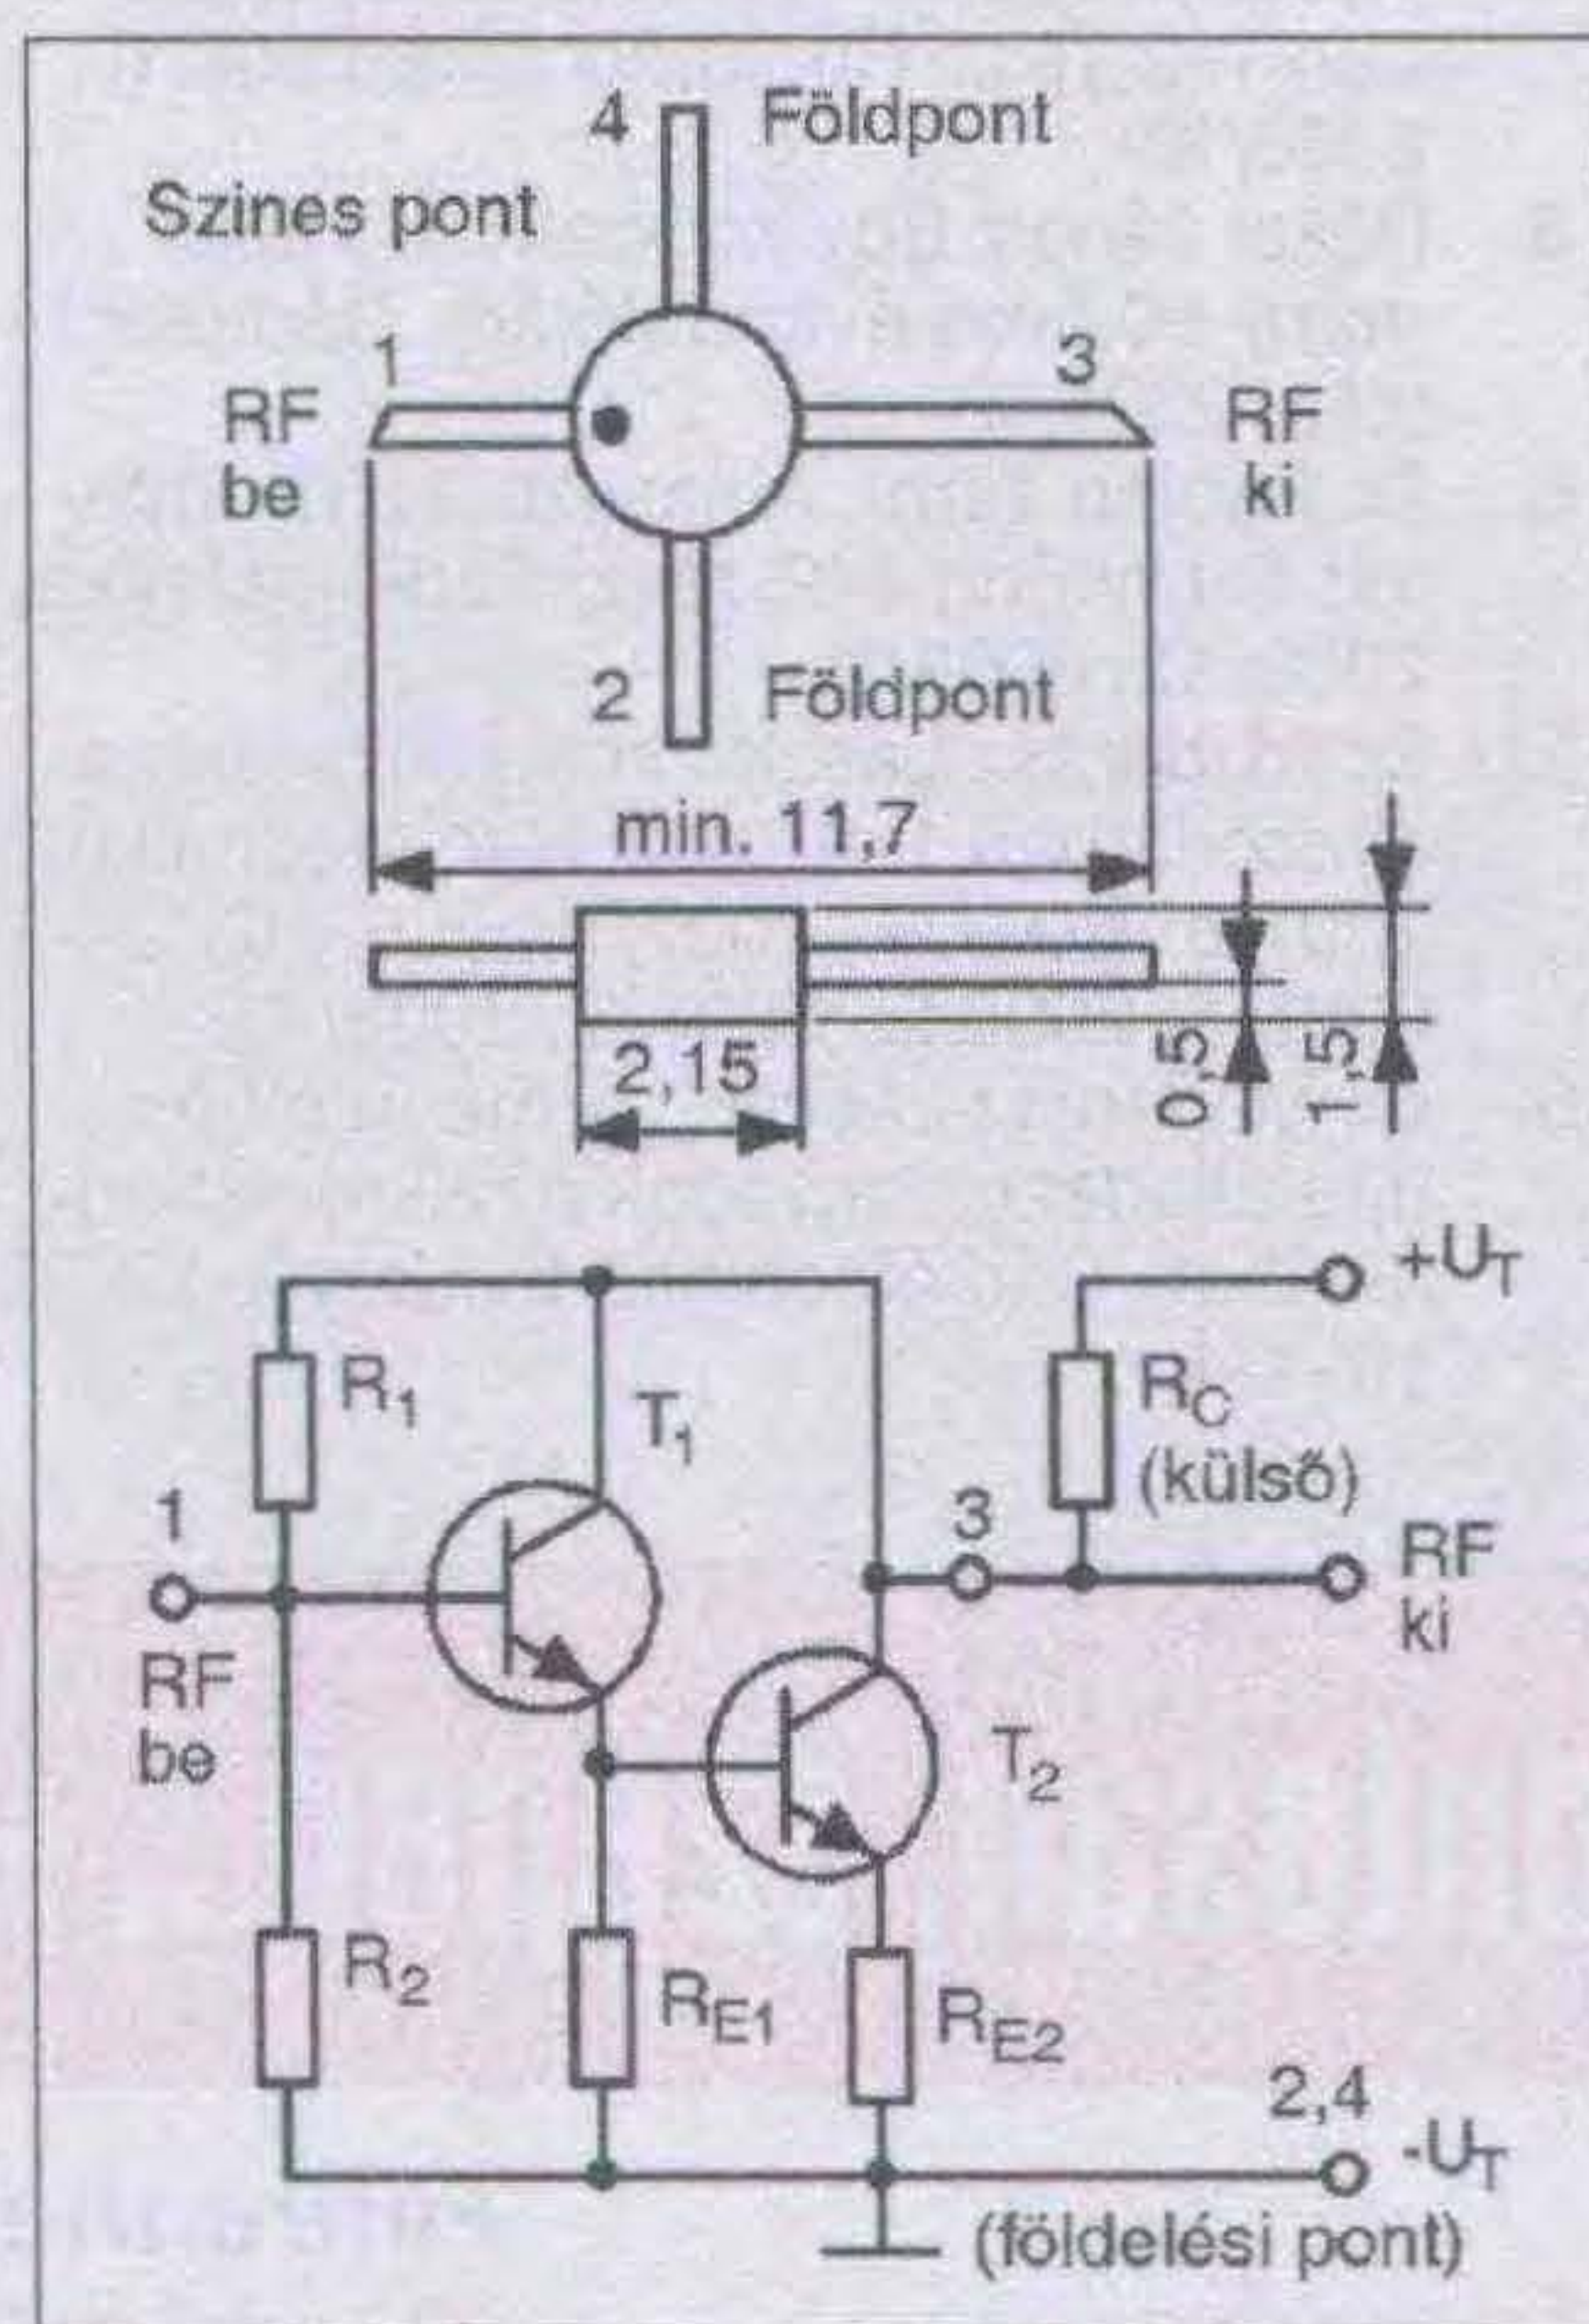 4 Földpont
Szines pont
1
3
RF
be
RF
ki
2 Földpont
min. 11,7
2,15
0,5
1,5
+UT
R1
T1
RC
(külső)
1
3
RF
ki
RF
be
T2
R2
RE1
RE2
2,4
-UT
(földelési pont)